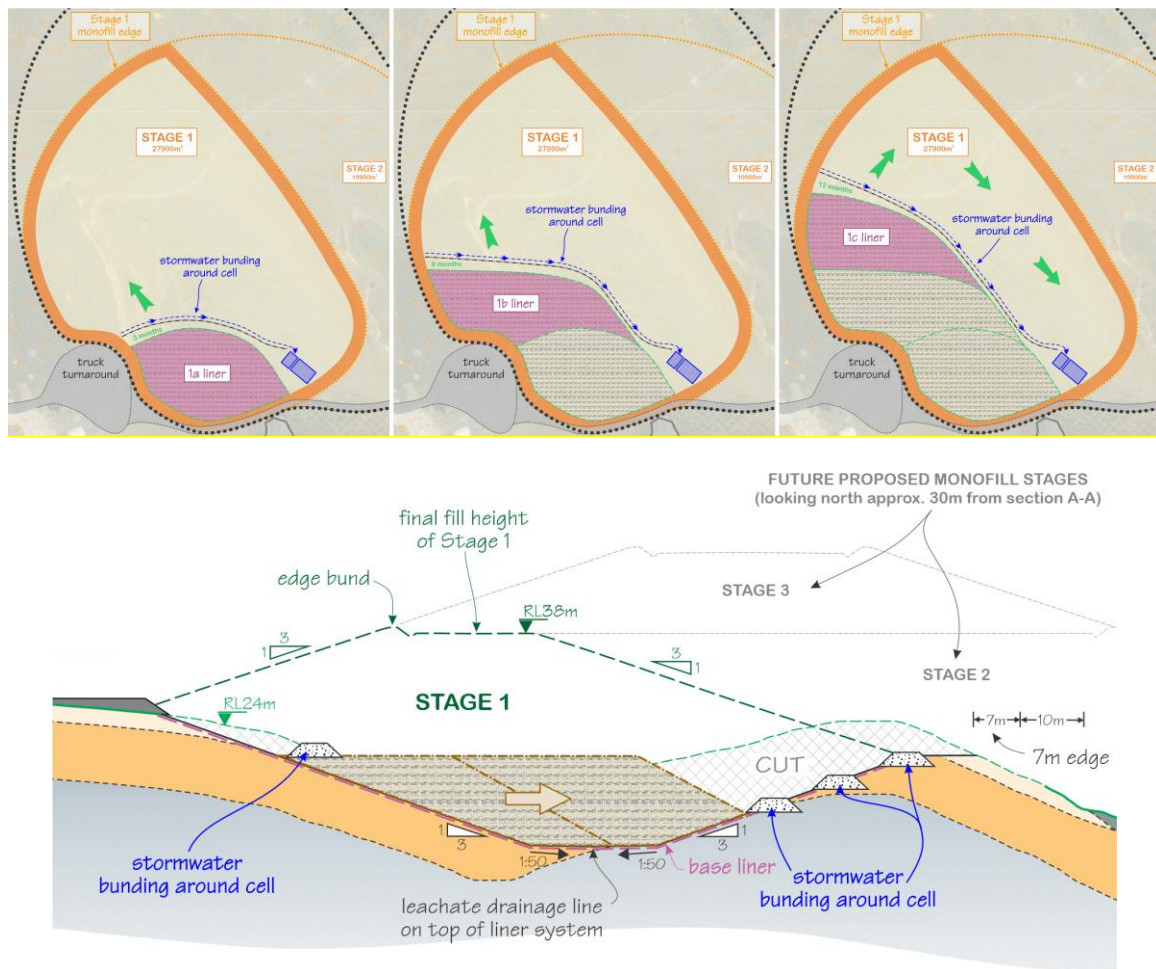 Stage 1
monofill edge
STAGE 1
27900m²
STAGE 2
19900m²
stormwater bunding
around cell
3 months
truck
turnaround
1a liner
Stage 1
monofill edge
STAGE 1
27900m²
STAGE 2
19900m²
stormwater bunding
around cell
9 months
1b liner
truck
turnaround
Stage 1
monofill edge
STAGE 1
27900m²
STAGE 2
19900m²
12 months
stormwater bunding
around cell
1c liner
truck
turnaround
FUTURE PROPOSED MONOFILL STAGES
(looking north approx. 30m from section A-A)
final fill height
of Stage 1
edge bund
STAGE 3
RL38m
3
1
3
1
STAGE 2
STAGE 1
RL24m
7m
10m
7m edge
CUT
1
3
1
3
1:50
1:50
base liner
stormwater
bunding around cell
stormwater
bunding around cell
leachate drainage line
on top of liner system